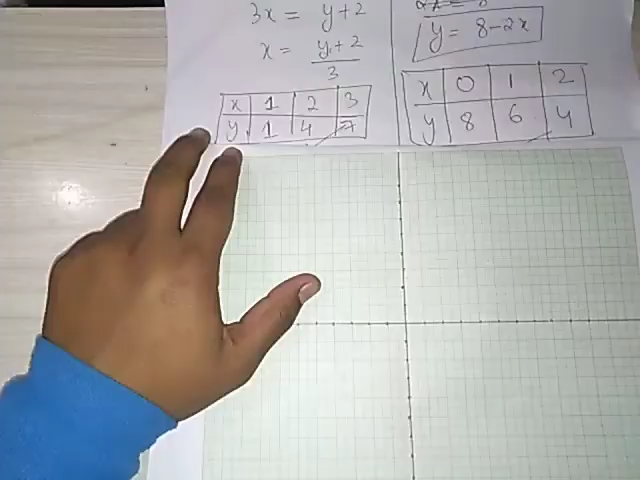 3x = y+2
x = y+2 / 3
x 1 2 3
y 1 4 7
y = 8-2x
x 0 1 2
y 8 6 4